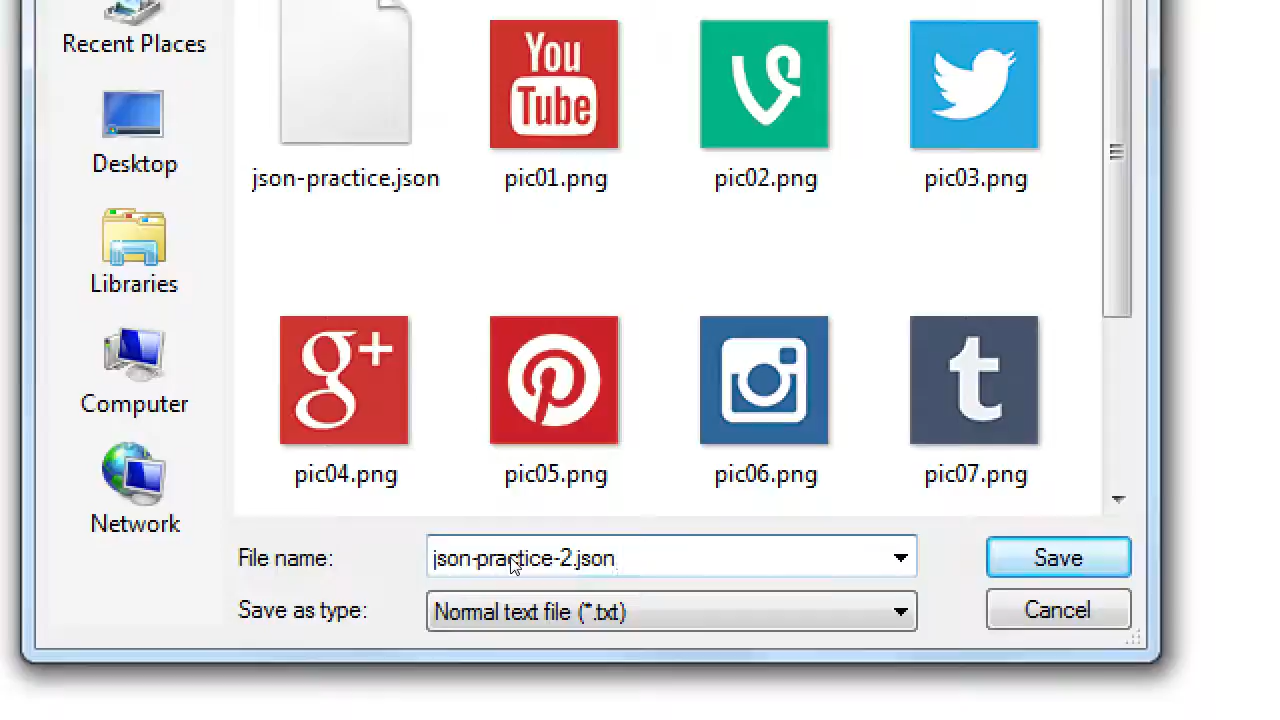 Recent Places
You
Tube
json-practice.json
pic01.png
pic02.png
pic03.png
Desktop
Libraries
g+
t
pic04.png
pic05.png
pic06.png
pic07.png
Computer
Network
File name:
json-practice-2.json
Save
Save as type:
Normal text file (*.txt)
Cancel